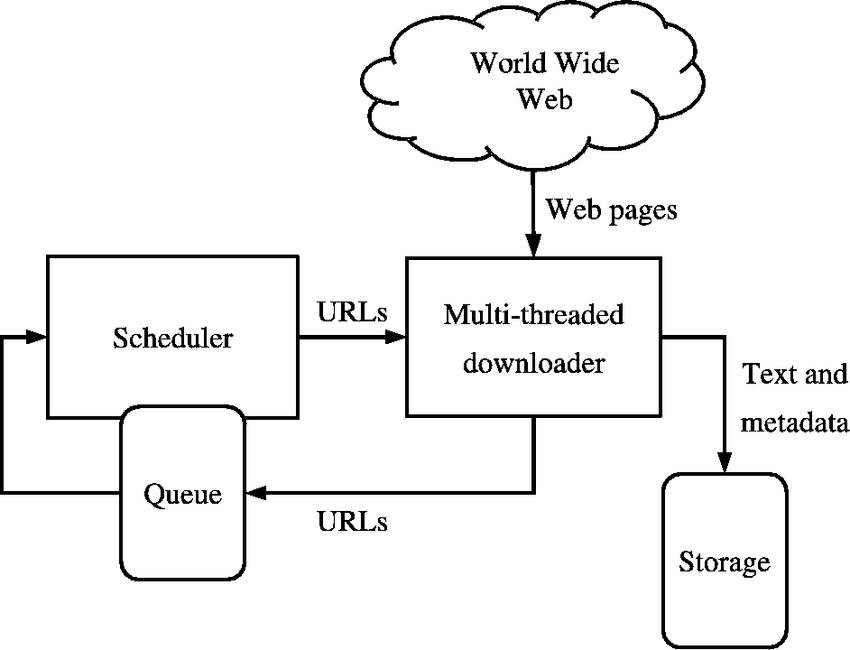 World Wide
Web
Web pages
Scheduler
URLs
Multi-threaded
downloader
Text and
metadata
Queue
URLs
Storage